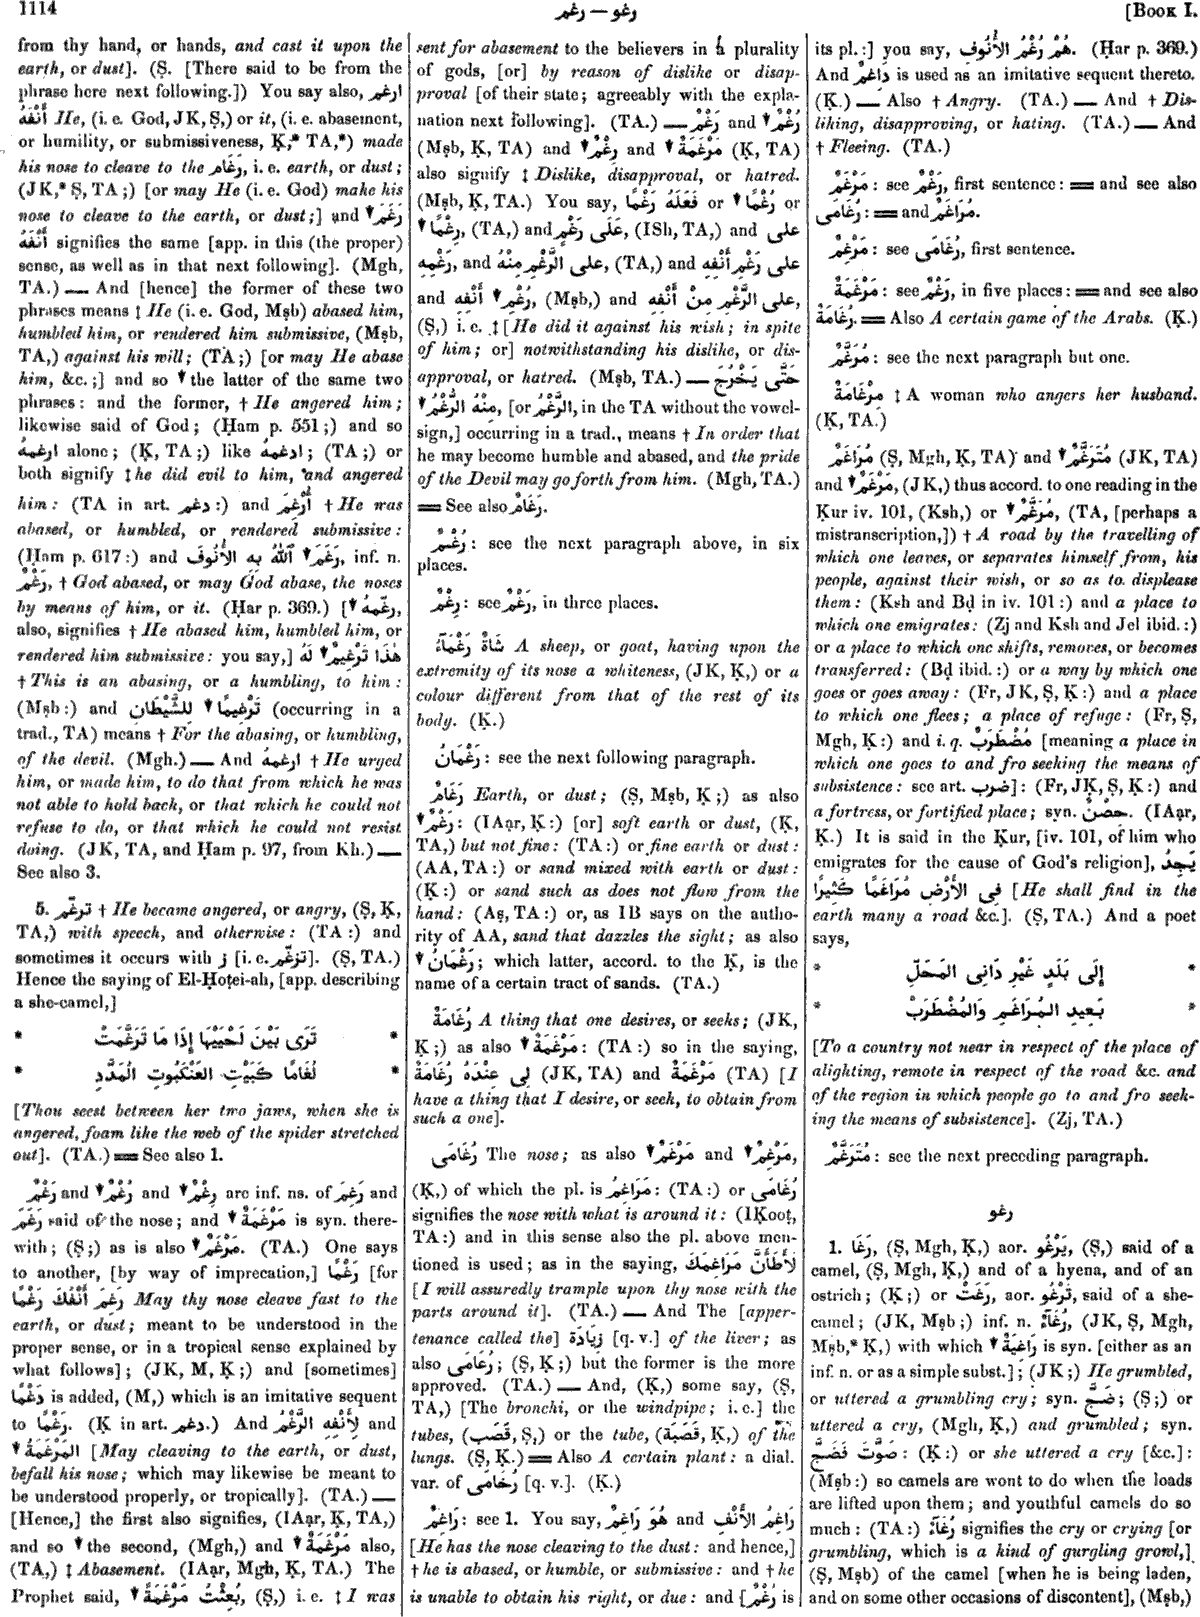 1114
رغو — رغم
[BOOK I.
from thy hand, or hands, and cast it upon the
earth, or dust]. (Ṣ. [There said to be from the
phrase here next following.]) You say also, ارغم
أَنْفَهُ He, (i. e. God, JK, Ṣ,) or it, (i. e. abasement,
or humility, or submissiveness, Ḳ,* TA,*) made
his nose to cleave to the رَغَام, i. e. earth, or dust;
(JK,* Ṣ, TA;) [or may He (i. e. God) make his
nose to cleave to the earth, or dust;] and ▼ رَغَّمَ
أَنْفَهُ signifies the same [app. in this (the proper)
sense, as well as in that next following]. (Mgh,
TA.) — And [hence] the former of these two
phrases means ‡ He (i. e. God, Mṣb) abased him,
humbled him, or rendered him submissive, (Mṣb,
TA,) against his will; (TA;) [or may He abase
him, &c.;] and so ▼ the latter of the same two
phrases: and the former, † He angered him;
likewise said of God; (Ḥam p. 551;) and so
ارغمهُ alone; (Ḳ, TA;) like ادغمهُ; (TA;) or
both signify ‡ he did evil to him, and angered
him: (TA in art. دغم:) and أُرْغِمَ † He was
abased, or humbled, or rendered submissive:
(Ḥam p. 617:) and رَغَمَ ▼ ٱللّٰهُ بِهِ الأُنُوفَ, inf. n.
رَغْمٌ, † God abased, or may God abase, the noses
by means of him, or it. (Ḥar p. 369.) [▼ رغّمهُ,
also, signifies † He abased him, humbled him, or
rendered him submissive: you say,] هٰذَا تَرْغِيمٌ ▼ لَهُ
† This is an abasing, or a humbling, to him:
(Mṣb:) and تَرْغِيمًا ▼ لِلشَّيْطَانِ (occurring in a
trad., TA) means † For the abasing, or humbling,
of the devil. (Mgh.) — And ارغمهُ † He urged
him, or made him, to do that from which he was
not able to hold back, or that which he could not
refuse to do, or that which he could not resist
doing. (JK, TA, and Ḥam p. 97, from Kh.) —
See also 3.
5. ترغّم † He became angered, or angry, (Ṣ, Ḳ,
TA,) with speech, and otherwise: (TA:) and
sometimes it occurs with ز [i. e. تزغّم]. (Ṣ, TA.)
Hence the saying of El-Ḥoṭei-ah, [app. describing
a she-camel,]
* تَرَى بَيْنَ لَحْيَيْهَا إِذَا مَا تَرَغَّمَتْ *
* لُغَامًا كَبَيْتِ العَنْكَبُوتِ المُمَدَّدِ *
[Thou seest between her two jaws, when she is
angered, foam like the web of the spider stretched
out]. (TA.) = See also 1.
رَغْمٌ and ▼ رُغْمٌ and ▼ رِغْمٌ are inf. ns. of رَغِمَ and
رَغَمَ said of the nose; and ▼ مَرْغَمَةٌ is syn. there-
with; (Ṣ;) as is also ▼ مَرْغَمٌ. (TA.) One says
to another, [by way of imprecation,] رَغْمًا [for
رَغِمَ أَنْفُكَ رَغْمًا May thy nose cleave fast to the
earth, or dust; meant to be understood in the
proper sense, or in a tropical sense explained by
what follows]; (JK, M, Ḳ;) and [sometimes]
دَغْمًا is added, (M,) which is an imitative sequent
to رَغْمًا. (Ḳ in art. دغم.) And لِأَنْفِهِ الرَّغْمُ and
▼ المَرْغَمَةُ [May cleaving to the earth, or dust,
befall his nose; which may likewise be meant to
be understood properly, or tropically]. (TA.) —
[Hence,] the first also signifies, (IAạr, Ḳ, TA,)
and so ▼ the second, (Mgh,) and ▼ مَرْغَمَةٌ also,
(TA,) ‡ Abasement. (IAạr, Mgh, Ḳ, TA.) The
Prophet said, بُعِثْتُ مَرْغَمَةً ▼, (Ṣ,) i. e. ‡ I was
sent for abasement to the believers in a plurality
of gods, [or] by reason of dislike or disap-
proval [of their state; agreeably with the expla-
nation next following]. (TA.) — رَغْمٌ and ▼ رُغْمٌ
(Mṣb, Ḳ, TA) and ▼ رِغْمٌ and ▼ مَرْغَمَةٌ (Ḳ, TA)
also signify ‡ Dislike, disapproval, or hatred.
(Mṣb, Ḳ, TA.) You say, فَعَلَهُ رَغْمًا or ▼ رُغْمًا or
▼ رِغْمًا, (TA,) and عَلَى رَغْمٍ, (ISh, TA,) and على
رَغْمِهِ, and على الرَّغْمِ مِنْهُ, (TA,) and على رَغْمِ أَنْفِهِ
and ▼ رُغْمِ أَنْفِهِ, (Mṣb,) and على الرَّغْمِ مِنْ أَنْفِهِ,
(Ṣ,) i. e. ‡ [He did it against his wish; in spite
of him; or] notwithstanding his dislike, or dis-
approval, or hatred. (Mṣb, TA.) — حَتَّى يَخْرُجَ
مِنْهُ الرُّغْمُ ▼, [or الرَّغْمُ, in the TA without the vowel-
sign,] occurring in a trad., means † In order that
he may become humble and abased, and the pride
of the Devil may go forth from him. (Mgh, TA.)
= See also رَغَامٌ.
رُغْمٌ: see the next paragraph above, in six
places.
رِغْمٌ: see رَغْمٌ, in three places.
شَاةٌ رَغْمَآءُ A sheep, or goat, having upon the
extremity of its nose a whiteness, (JK, Ḳ,) or a
colour different from that of the rest of its
body. (Ḳ.)
رَغْمَانُ: see the next following paragraph.
رَغَامٌ Earth, or dust; (Ṣ, Mṣb, Ḳ;) as also
▼ رَغْمٌ: (IAạr, Ḳ:) [or] soft earth or dust, (Ḳ,
TA,) but not fine: (TA:) or fine earth or dust:
(AA, TA:) or sand mixed with earth or dust:
(Ḳ:) or sand such as does not flow from the
hand: (Aṣ, TA:) or, as IB says on the autho-
rity of AA, sand that dazzles the sight; as also
▼ رَغْمَانُ; which latter, accord. to the Ḳ, is the
name of a certain tract of sands. (TA.)
رُغَامَةٌ A thing that one desires, or seeks; (JK,
Ḳ;) as also ▼ مَرْغَمَةٌ: (TA:) so in the saying,
لِى عِنْدَهُ رُغَامَةٌ (JK, TA) and مَرْغَمَةٌ (TA) [I
have a thing that I desire, or seek, to obtain from
such a one].
رُغَامَى The nose; as also ▼ مَرْغَمٌ and ▼ مَرْغِمٌ,
(Ḳ,) of which the pl. is مَرَاغِمُ: (TA:) or رُغَامَى
signifies the nose with what is around it: (IḲooṭ,
TA:) and in this sense also the pl. above men-
tioned is used; as in the saying, لَأَطَأَنَّ مَرَاغِمَكَ
[I will assuredly trample upon thy nose with the
parts around it]. (TA.) — And The [apper-
tenance called the] زِيَادَة [q. v.] of the liver; as
also رُعَامَى; (Ṣ, Ḳ;) but the former is the more
approved. (TA.) — And, (Ḳ,) some say, (Ṣ,
TA,) [The bronchi, or the windpipe; i. e.] the
tubes, (قَصَب, Ṣ,) or the tube, (قَصَبَة, Ḳ,) of the
lungs. (Ṣ, Ḳ.) = Also A certain plant: a dial.
var. of رُخَامَى [q. v.]. (Ḳ.)
رَاغِمٌ: see 1. You say, هُوَ رَاغِمٌ and رَاغِمُ الأَنْفِ
[He has the nose cleaving to the dust: and hence,]
† he is abased, or humble, or submissive: and † he
is unable to obtain his right, or due: and [رُغْمٌ is
its pl.:] you say, هُمْ رُغْمُ الأُنُوفِ. (Ḥar p. 369.)
And دَاغِمٌ is used as an imitative sequent thereto.
(Ḳ.) — Also † Angry. (TA.) — And † Dis-
liking, disapproving, or hating. (TA.) — And
† Fleeing. (TA.)
مَرْغَمٌ: see رَغْمٌ, first sentence: = and see also
رُغَامَى: = and مُرَاغَمٌ.
مَرْغِمٌ: see رُغَامَى, first sentence.
مَرْغَمَةٌ: see رَغْمٌ, in five places: = and see also
رُغَامَةٌ. = Also A certain game of the Arabs. (Ḳ.)
مُرَغَّمٌ: see the next paragraph but one.
مِرْغَامَةٌ ‡ A woman who angers her husband.
(Ḳ, TA.)
مُرَاغَمٌ (Ṣ, Mgh, Ḳ, TA) and ▼ مُتَرَغَّمٌ (JK, TA)
and ▼ مَرْغَمٌ, (JK,) thus accord. to one reading in the
Ḳur iv. 101, (Ksh,) or ▼ مُرَغَّمٌ, (TA, [perhaps a
mistranscription,]) † A road by the travelling of
which one leaves, or separates himself from, his
people, against their wish, or so as to displease
them: (Ksh and Bḍ in iv. 101:) and a place to
which one emigrates: (Zj and Ksh and Jel ibid.:)
or a place to which one shifts, removes, or becomes
transferred: (Bḍ ibid.:) or a way by which one
goes or goes away: (Fr, JK, Ṣ, Ḳ:) and a place
to which one flees; a place of refuge: (Fr, Ṣ,
Mgh, Ḳ:) and i. q. مُضْطَرَبٌ [meaning a place in
which one goes to and fro seeking the means of
subsistence: see art. ضرب]: (Fr, JK, Ṣ, Ḳ:) and
a fortress, or fortified place; syn. حِصْنٌ. (IAạr,
Ḳ.) It is said in the Ḳur, [iv. 101, of him who
emigrates for the cause of God's religion], يَجِدْ
فِى الأَرْضِ مُرَاغَمًا كَثِيرًا [He shall find in the
earth many a road &c.]. (Ṣ, TA.) And a poet
says,
* إِلَى بَلَدٍ غَيْرِ دَانِى المَحَلِّ *
* بَعِيدِ المُرَاغَمِ وَالمُضْطَرَبْ *
[To a country not near in respect of the place of
alighting, remote in respect of the road &c. and
of the region in which people go to and fro seek-
ing the means of subsistence]. (Zj, TA.)
مُتَرَغَّمٌ: see the next preceding paragraph.
رغو
1. رَغَا, (Ṣ, Mgh, Ḳ,) aor. يَرْغُو, (Ṣ,) said of a
camel, (Ṣ, Mgh, Ḳ,) and of a hyena, and of an
ostrich; (Ḳ;) or رَغَتْ, aor. تَرْغُو, said of a she-
camel; (JK, Mṣb;) inf. n. رُغَآءٌ, (JK, Ṣ, Mgh,
Mṣb,* Ḳ,) with which ▼ رَاغِيَةٌ is syn. [either as an
inf. n. or as a simple subst.]; (JK;) He grumbled,
or uttered a grumbling cry; syn. ضَجَّ; (Ṣ;) or
uttered a cry, (Mgh, Ḳ,) and grumbled; syn.
صَوَّتَ فَضَجَّ: (Ḳ:) or she uttered a cry [&c.]:
(Mṣb:) so camels are wont to do when the loads
are lifted upon them; and youthful camels do so
much: (TA:) رُغَآءٌ signifies the cry or crying [or
grumbling, which is a kind of gurgling growl,]
(Ṣ, Mṣb) of the camel [when he is being laden,
and on some other occasions of discontent], (Mṣb,)